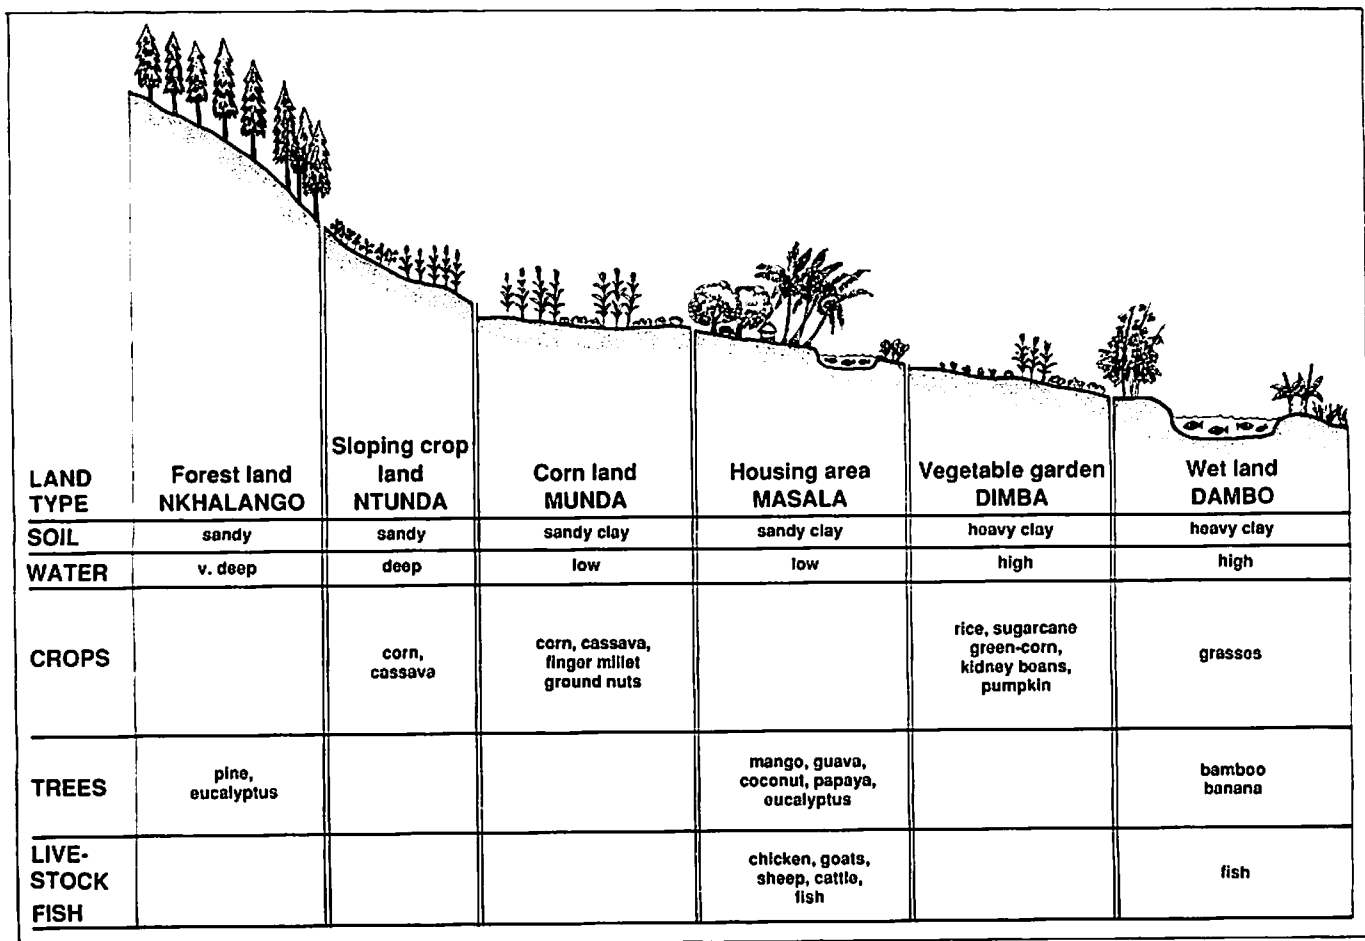 LAND
TYPE
Forest land
NKHALANGO
Sloping crop
land
NTUNDA
Corn land
MUNDA
Housing area
MASALA
Vegetable garden
DIMBA
Wet land
DAMBO
SOIL
sandy
sandy
sandy clay
sandy clay
heavy clay
heavy clay
WATER
v. deep
deep
low
low
high
high
CROPS
corn,
cassava
corn, cassava,
finger millet
ground nuts
rice, sugarcane
green-corn,
kidney beans,
pumpkin
grasses
TREES
pine,
eucalyptus
mango, guava,
coconut, papaya,
eucalyptus
bamboo
banana
LIVE-
STOCK
FISH
chicken, goats,
sheep, cattle,
fish
fish